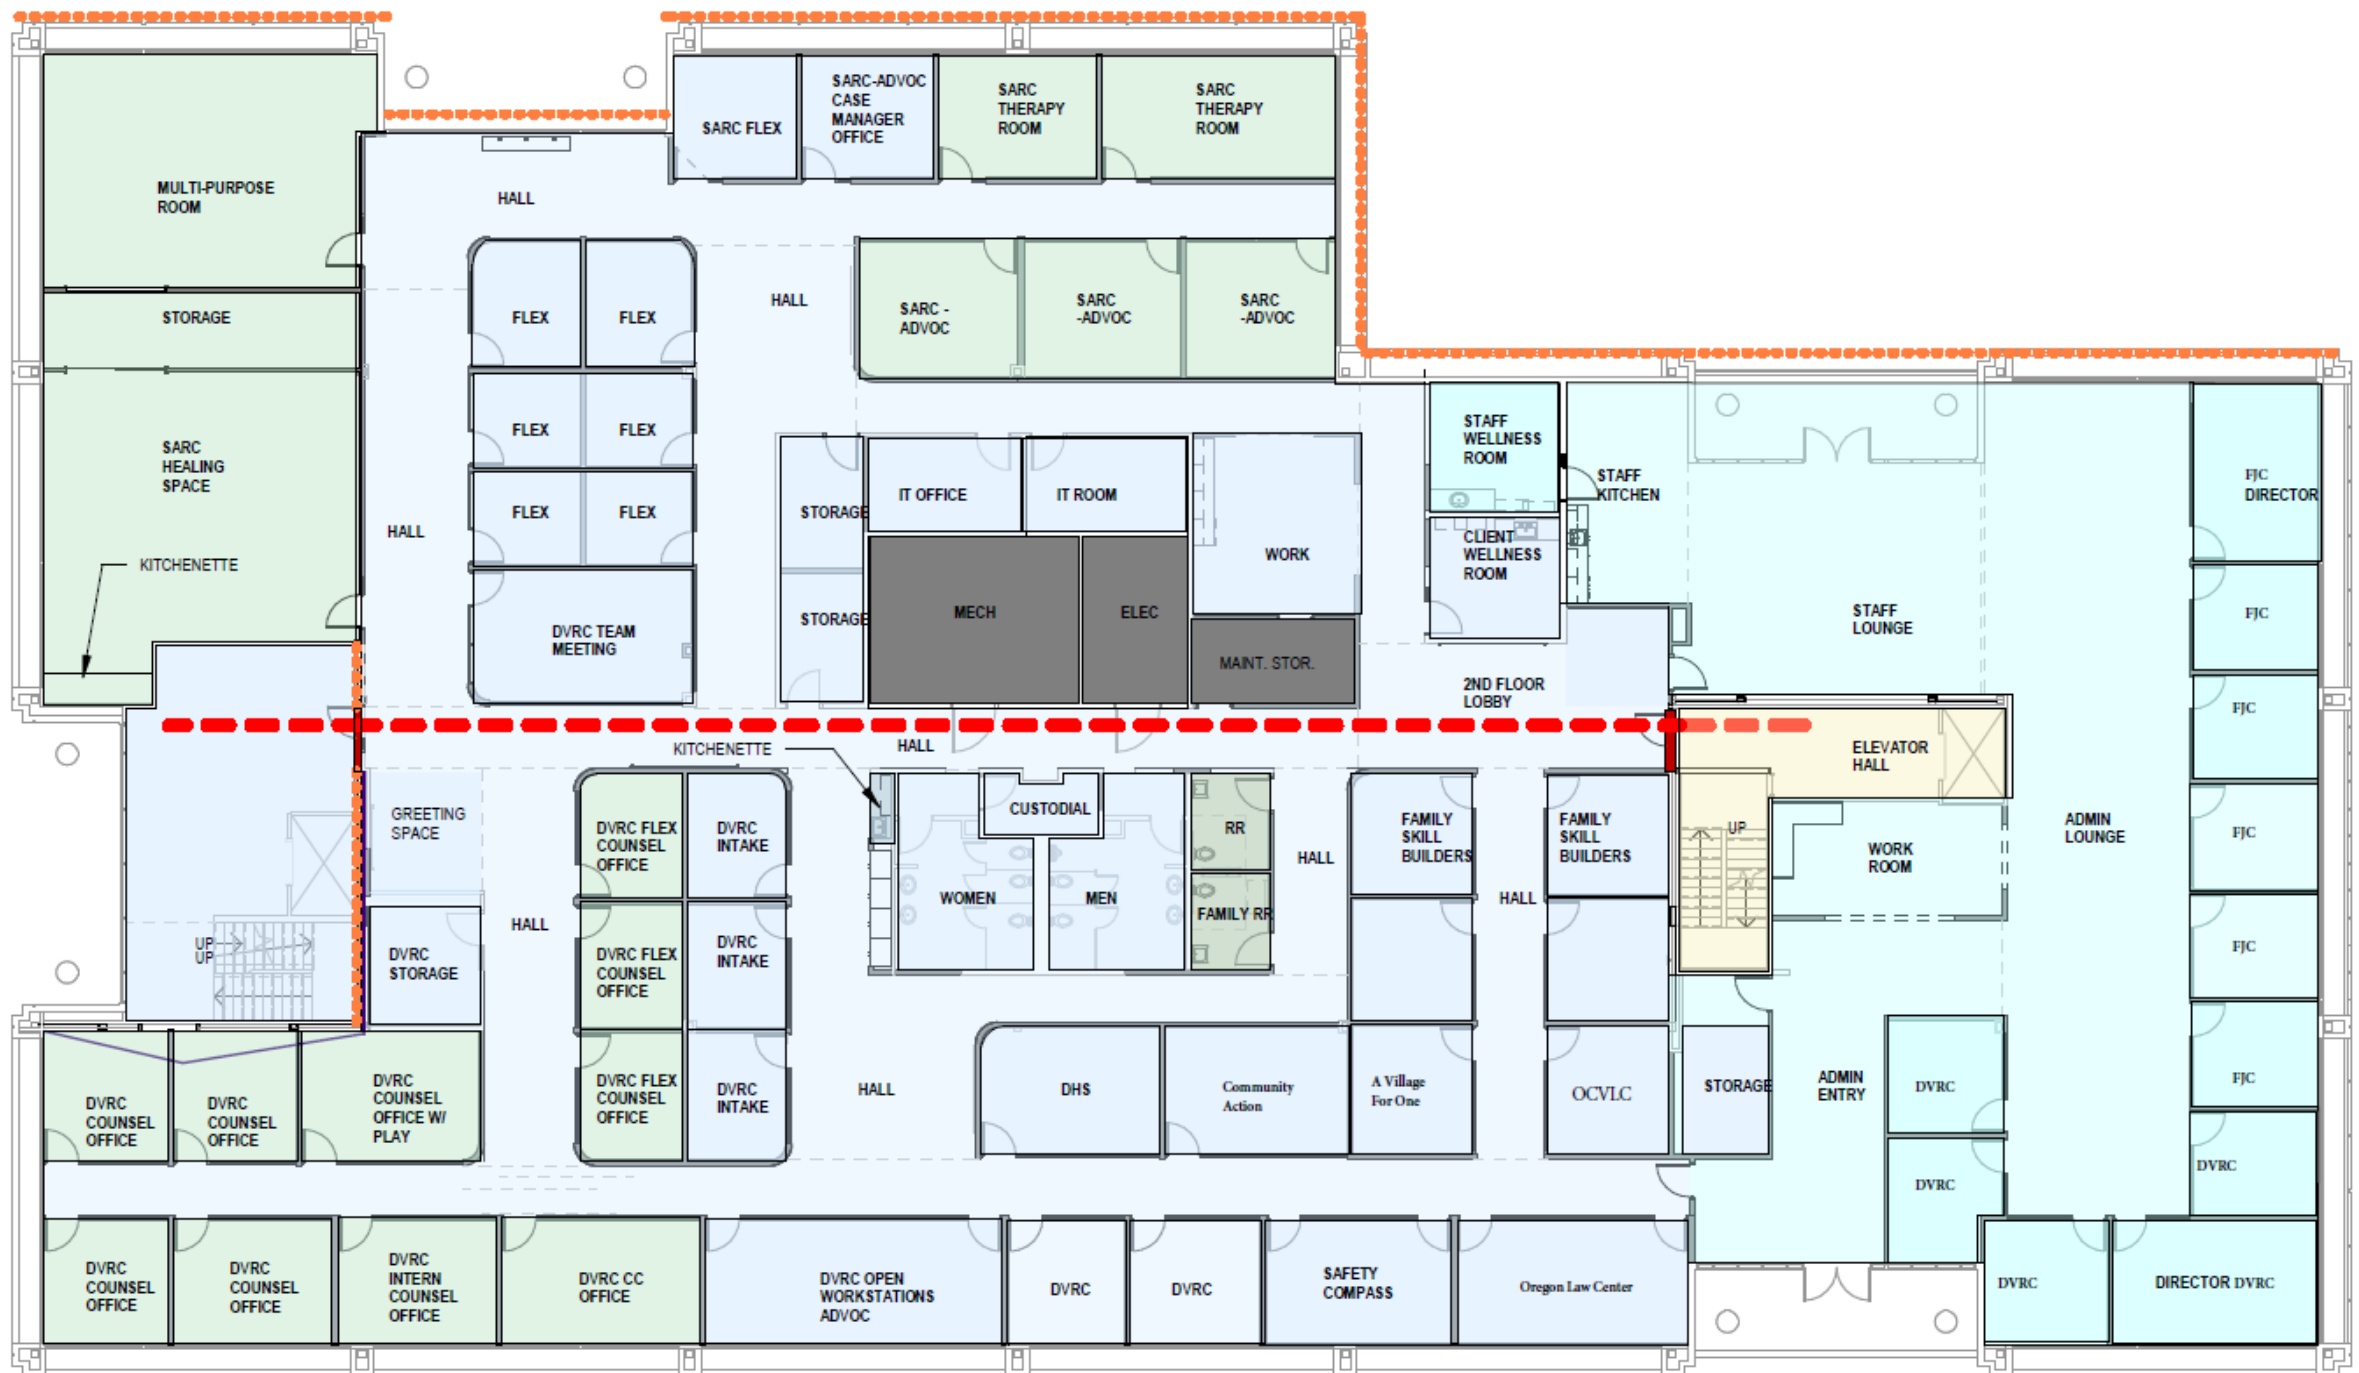 MULTI-PURPOSE
ROOM
HALL
SARC FLEX
SARC-ADVOC
CASE
MANAGER
OFFICE
SARC
THERAPY
ROOM
SARC
THERAPY
ROOM
STORAGE
FLEX
FLEX
HALL
SARC -
ADVOC
SARC
-ADVOC
SARC
-ADVOC
SARC
HEALING
SPACE
FLEX
FLEX
FLEX
FLEX
HALL
KITCHENETTE
STORAGE
IT OFFICE
IT ROOM
WORK
STAFF
WELLNESS
ROOM
STAFF
KITCHEN
CLIENT
WELLNESS
ROOM
FJC
DIRECTOR
DVRC TEAM
MEETING
STORAGE
MECH
ELEC
MAINT. STOR.
2ND FLOOR
LOBBY
STAFF
LOUNGE
FJC
FJC
KITCHENETTE
HALL
ELEVATOR
HALL
GREETING
SPACE
DVRC FLEX
COUNSEL
OFFICE
DVRC
INTAKE
CUSTODIAL
RR
HALL
FAMILY
SKILL
BUILDERS
FAMILY
SKILL
BUILDERS
UP
WORK
ROOM
ADMIN
LOUNGE
FJC
UP
UP
DVRC
STORAGE
HALL
DVRC FLEX
COUNSEL
OFFICE
DVRC
INTAKE
WOMEN
MEN
FAMILY RR
HALL
FJC
DVRC
COUNSEL
OFFICE
DVRC
COUNSEL
OFFICE
DVRC
COUNSEL
OFFICE W/
PLAY
DVRC FLEX
COUNSEL
OFFICE
DVRC
INTAKE
HALL
DHS
Community
Action
A Village
For One
OCVLC
STORAGE
ADMIN
ENTRY
DVRC
FJC
DVRC
DVRC
DVRC
COUNSEL
OFFICE
DVRC
COUNSEL
OFFICE
DVRC
INTERN
COUNSEL
OFFICE
DVRC CC
OFFICE
DVRC OPEN
WORKSTATIONS
ADVOC
DVRC
DVRC
SAFETY
COMPASS
Oregon Law Center
DVRC
DIRECTOR DVRC